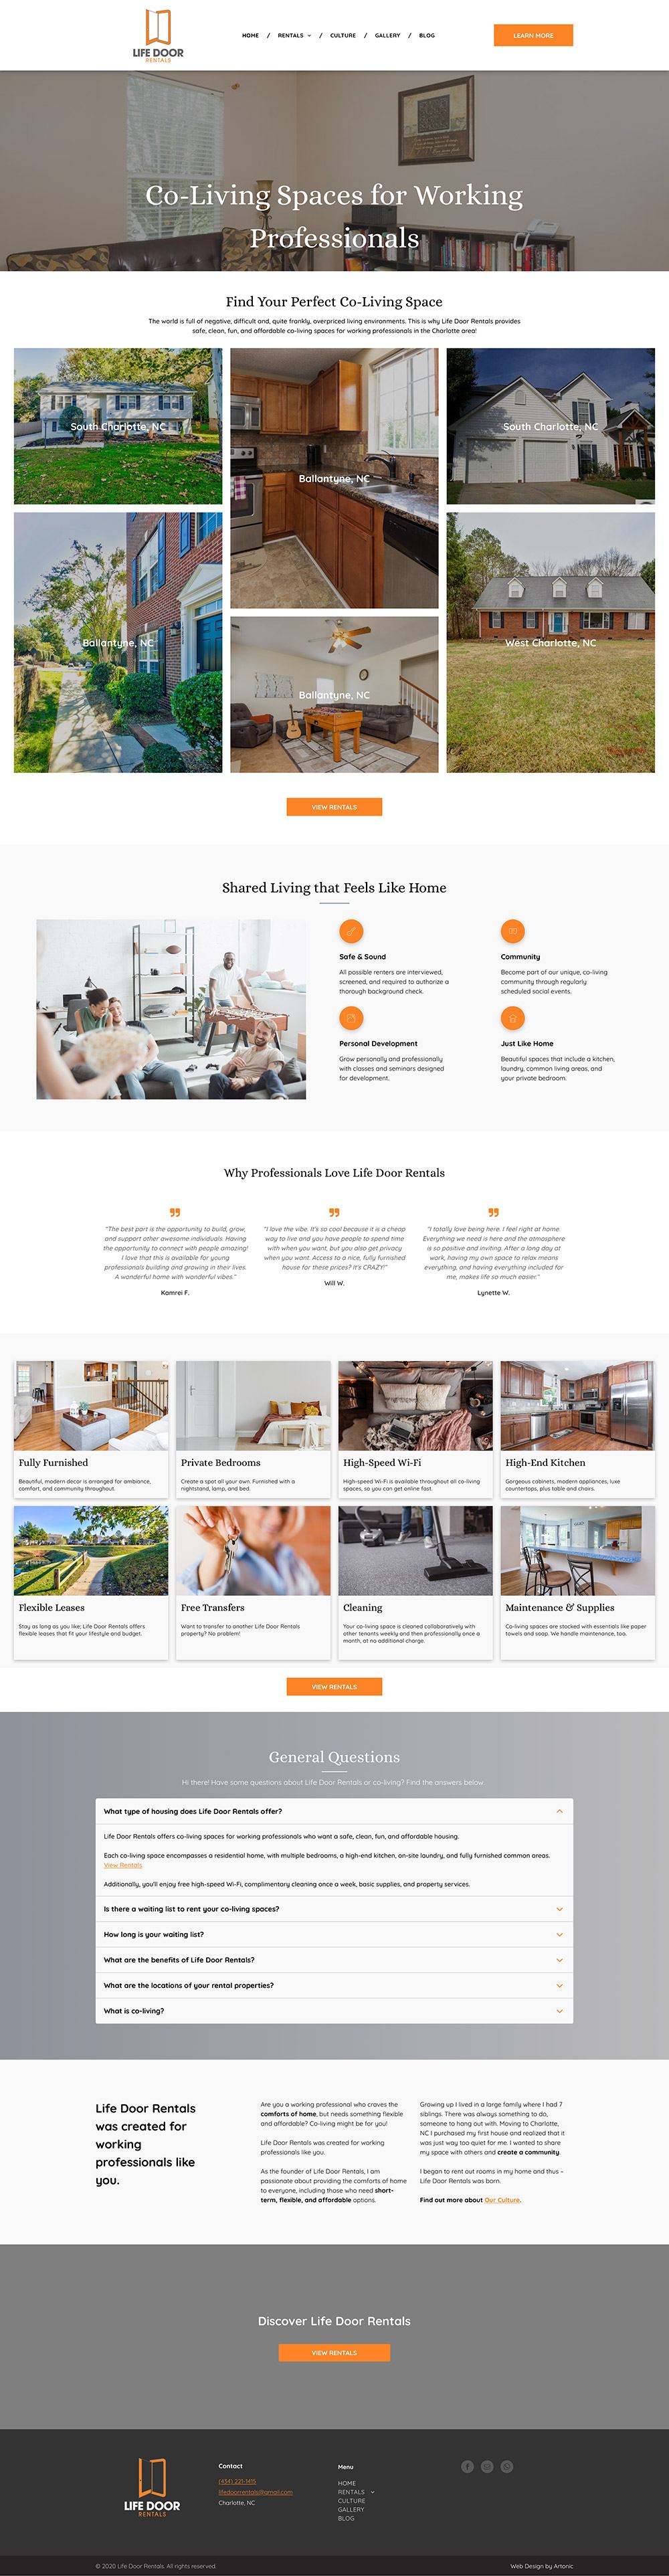 LIFE DOOR
RENTALS
HOME / RENTALS / CULTURE / GALLERY / BLOG
LEARN MORE
Co-Living Spaces for Working
Professionals
Find Your Perfect Co-Living Space
The world is full of negative, difficult and, quite frankly, overpriced living environments. This is why Life Door Rentals provides
safe, clean, fun, and affordable co-living spaces for working professionals in the Charlotte area!
South Charlotte, NC
Ballantyne, NC
South Charlotte, NC
Ballantyne, NC
Ballantyne, NC
West Charlotte, NC
VIEW RENTALS
Shared Living that Feels Like Home
Safe & Sound
All possible renters are interviewed,
screened, and required to authorize a
thorough background check.
Community
Become part of our unique, co-living
community through regularly
scheduled social events.
Personal Development
Grow personally and professionally
with classes and seminars designed
for development.
Just Like Home
Beautiful spaces that include a kitchen,
laundry, common living areas, and
your private bedroom.
Why Professionals Love Life Door Rentals
"The best part is the opportunity to build, grow,
and support other awesome individuals. Having
the opportunity to connect with people amazing!
I love that this is available for young
professionals building and growing in their lives.
A wonderful home with wonderful vibes."
Kamrei F.
"I love the vibe. It's so cool because it is a cheap
way to live and you have people to spend time
with when you want, but you also get privacy
when you want. Access to a nice, fully furnished
house for these prices? It's CRAZY!"
Will W.
"I totally love being here. I feel right at home.
Everything we need is here and the atmosphere
is so positive and inviting. After a long day at
work, having my own space to relax means
everything, and having everything included for
me, makes life so much easier."
Lynette W.
Fully Furnished
Beautiful, modern decor is arranged for ambiance,
comfort, and community throughout.
Private Bedrooms
Create a spot all your own. Furnished with a
nightstand, lamp, and bed.
High-Speed Wi-Fi
High-speed Wi-Fi is available throughout all co-living
spaces, so you can get online fast.
High-End Kitchen
Gorgeous cabinets, modern appliances, luxe
countertops, plus table and chairs.
Flexible Leases
Stay as long as you like; Life Door Rentals offers
flexible leases that fit your lifestyle and budget.
Free Transfers
Want to transfer to another Life Door Rentals
property? No problem!
Cleaning
Your co-living space is cleaned collaboratively with
other tenants weekly and then professionally once a
month, at no additional charge.
Maintenance & Supplies
Co-living spaces are stocked with essentials like paper
towels and soap. We handle maintenance, too.
VIEW RENTALS
General Questions
Hi there! Have some questions about Life Door Rentals or co-living? Find the answers below.
What type of housing does Life Door Rentals offer?
Life Door Rentals offers co-living spaces for working professionals who want a safe, clean, fun, and affordable housing.
Each co-living space encompasses a residential home, with multiple bedrooms, a high-end kitchen, on-site laundry, and fully furnished common areas.
View Rentals
Additionally, you'll enjoy free high-speed Wi-Fi, complimentary cleaning once a week, basic supplies, and property services.
Is there a waiting list to rent your co-living spaces?
How long is your waiting list?
What are the benefits of Life Door Rentals?
What are the locations of your rental properties?
What is co-living?
Life Door Rentals
was created for
working
professionals like
you.
Are you a working professional who craves the
comforts of home, but needs something flexible
and affordable? Co-living might be for you!
Life Door Rentals was created for working
professionals like you.
As the founder of Life Door Rentals, I am
passionate about providing the comforts of home
to everyone, including those who need short-
term, flexible, and affordable options.
Growing up I lived in a large family where I had 7
siblings. There was always something to do,
someone to hang out with. Moving to Charlotte,
NC I purchased my first house and realized that it
was just way too quiet for me. I wanted to share
my space with others and create a community.
I began to rent out rooms in my home and thus –
Life Door Rentals was born.
Find out more about Our Culture.
Discover Life Door Rentals
VIEW RENTALS
LIFE DOOR
RENTALS
Contact
(434) 221-1415
lifedoorrentals@gmail.com
Charlotte, NC
Menu
HOME
RENTALS
CULTURE
GALLERY
BLOG
© 2020 Life Door Rentals. All rights reserved
Web Design by Artonic